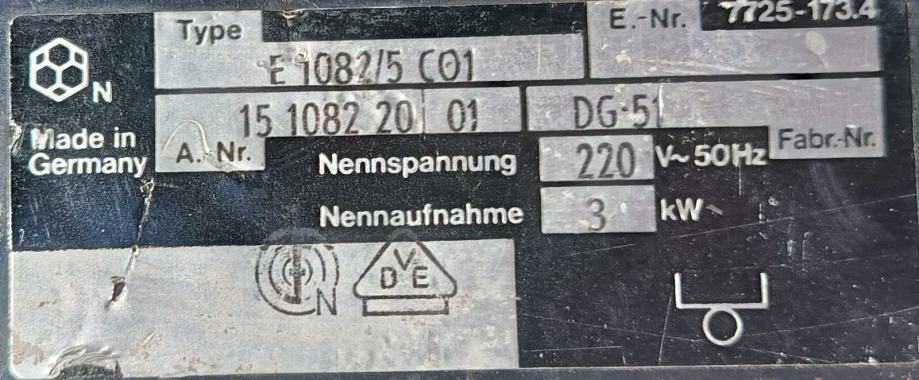 Type
E.-Nr.
7725-173.4
E 1082/5 C01
N
15 1082 20 01
DG-51
Made in
Germany
A. Nr.
Fabr.-Nr.
Nennspannung 220 V~ 50Hz
Nennaufnahme 3 kW
N
DVE